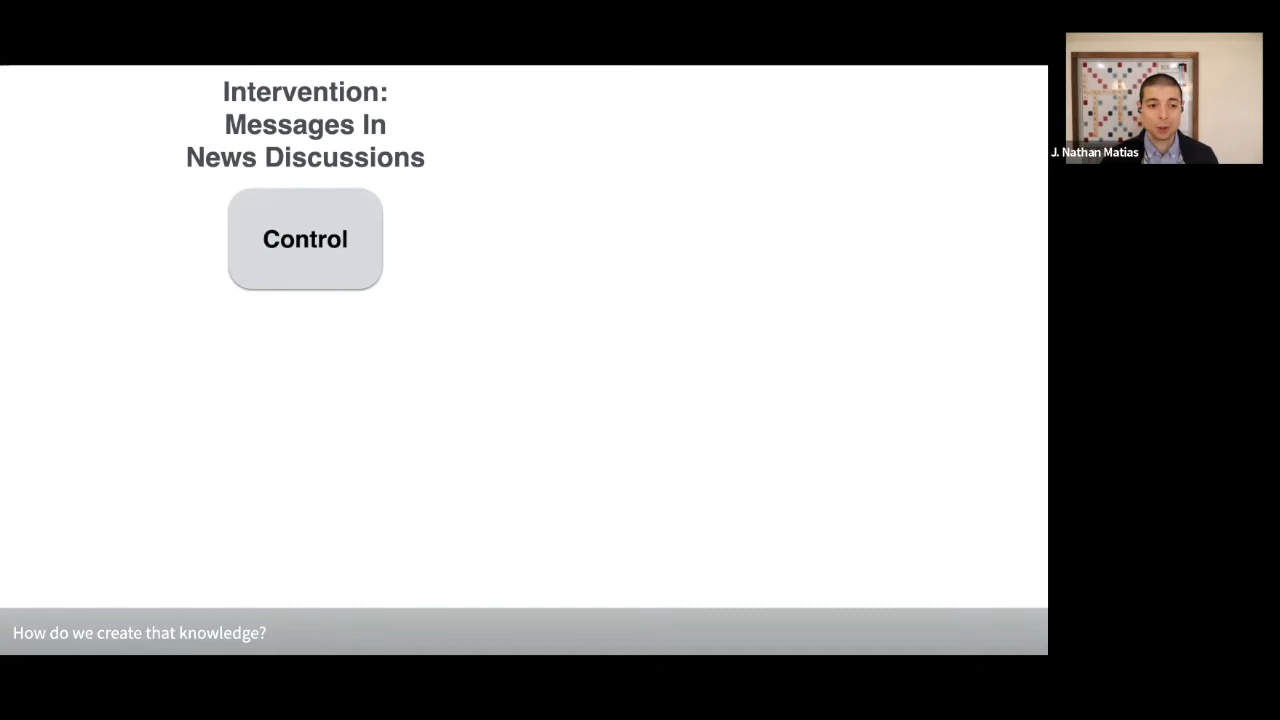 Intervention:
Messages In
News Discussions
Control
J. Nathan Matias
How do we create that knowledge?